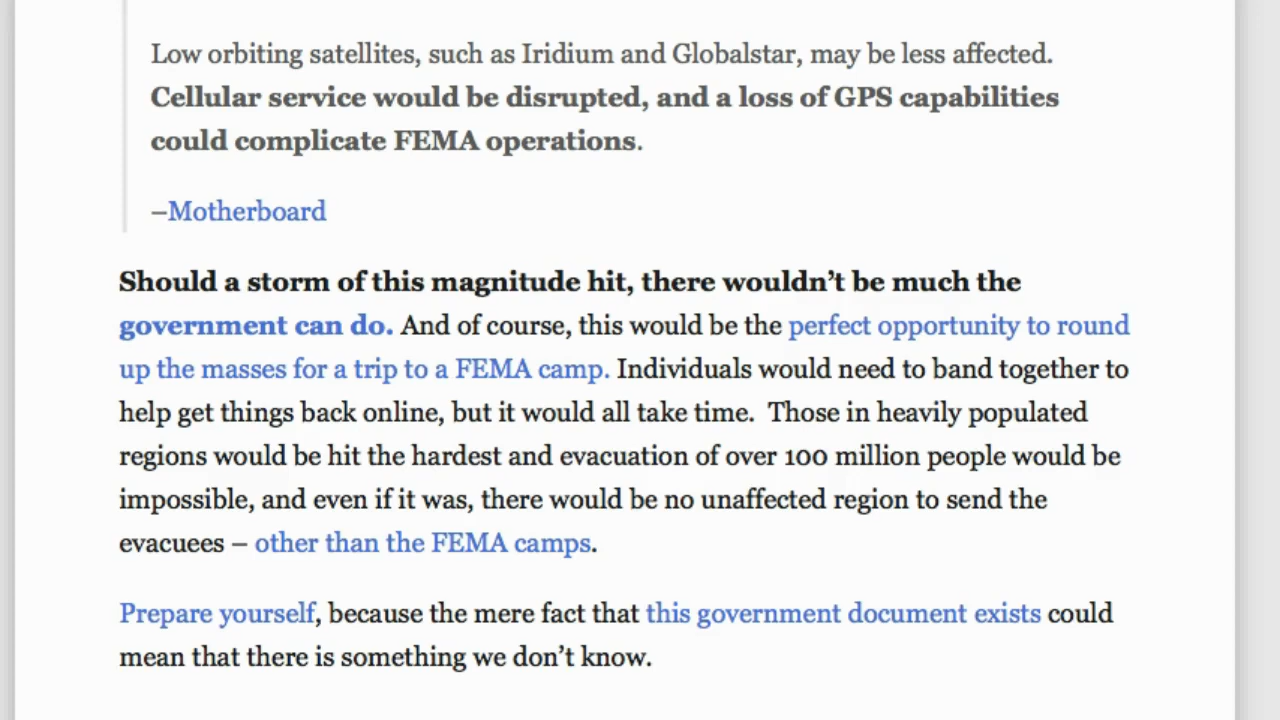 Low orbiting satellites, such as Iridium and Globalstar, may be less affected.
Cellular service would be disrupted, and a loss of GPS capabilities
could complicate FEMA operations.
–Motherboard
Should a storm of this magnitude hit, there wouldn’t be much the
government can do. And of course, this would be the perfect opportunity to round
up the masses for a trip to a FEMA camp. Individuals would need to band together to
help get things back online, but it would all take time.  Those in heavily populated
regions would be hit the hardest and evacuation of over 100 million people would be
impossible, and even if it was, there would be no unaffected region to send the
evacuees – other than the FEMA camps.
Prepare yourself, because the mere fact that this government document exists could
mean that there is something we don’t know.